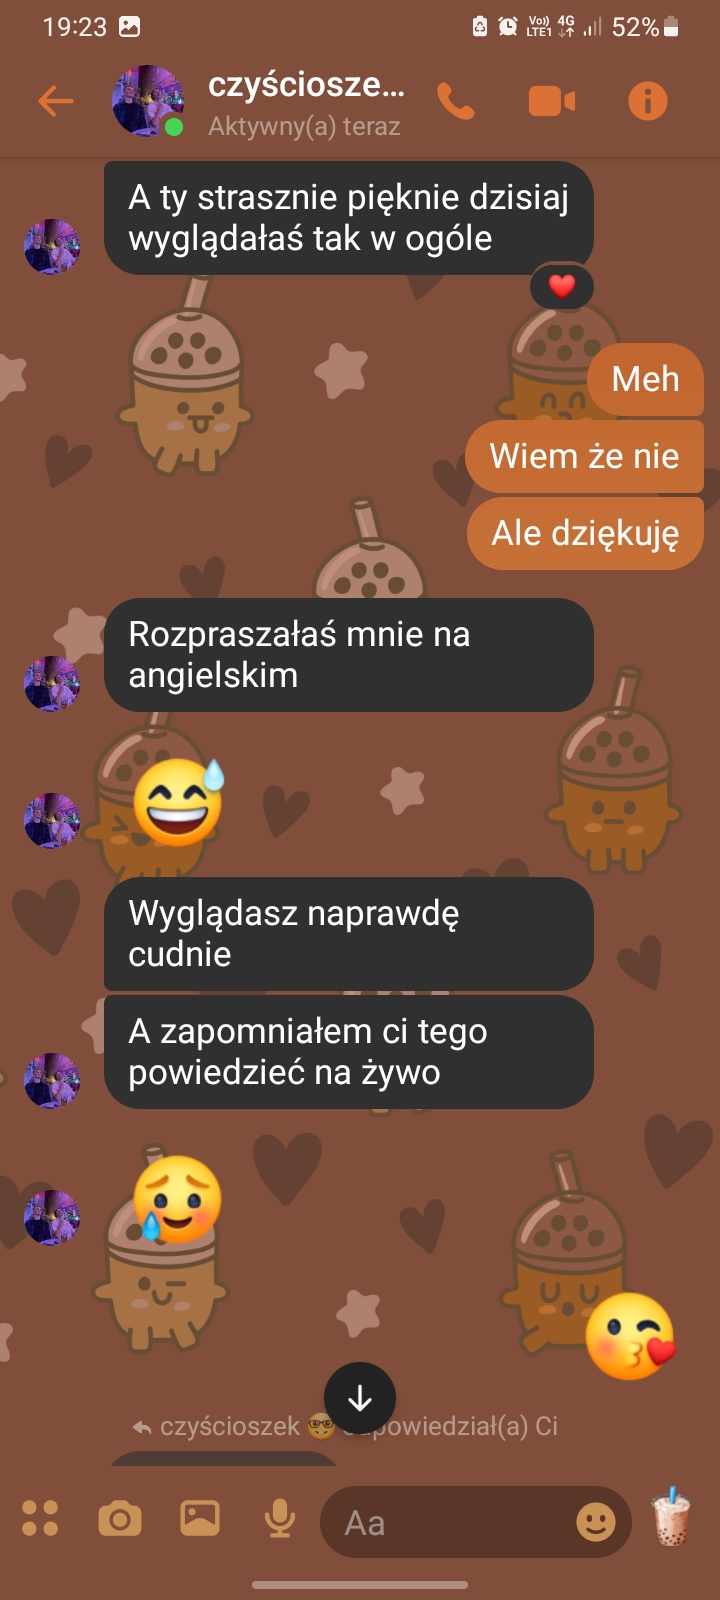 19:23
Vo)) 4G
LTE1
52%
czyściosze...
Aktywny(a) teraz
A ty strasznie pięknie dzisiaj
wyglądałaś tak w ogóle
Meh
Wiem że nie
Ale dziękuję
Rozpraszałaś mnie na
angielskim
Wyglądasz naprawdę
cudnie
A zapomniałem ci tego
powiedzieć na żywo
czyścioszek 🤓 odpowiedział(a) Ci
Aa